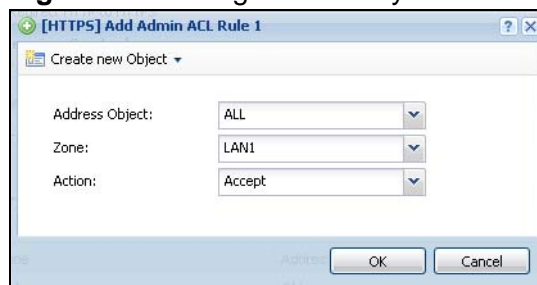 [HTTPS] Add Admin ACL Rule 1
Create new Object
Address Object: ALL
Zone: LAN1
Action: Accept
OK Cancel